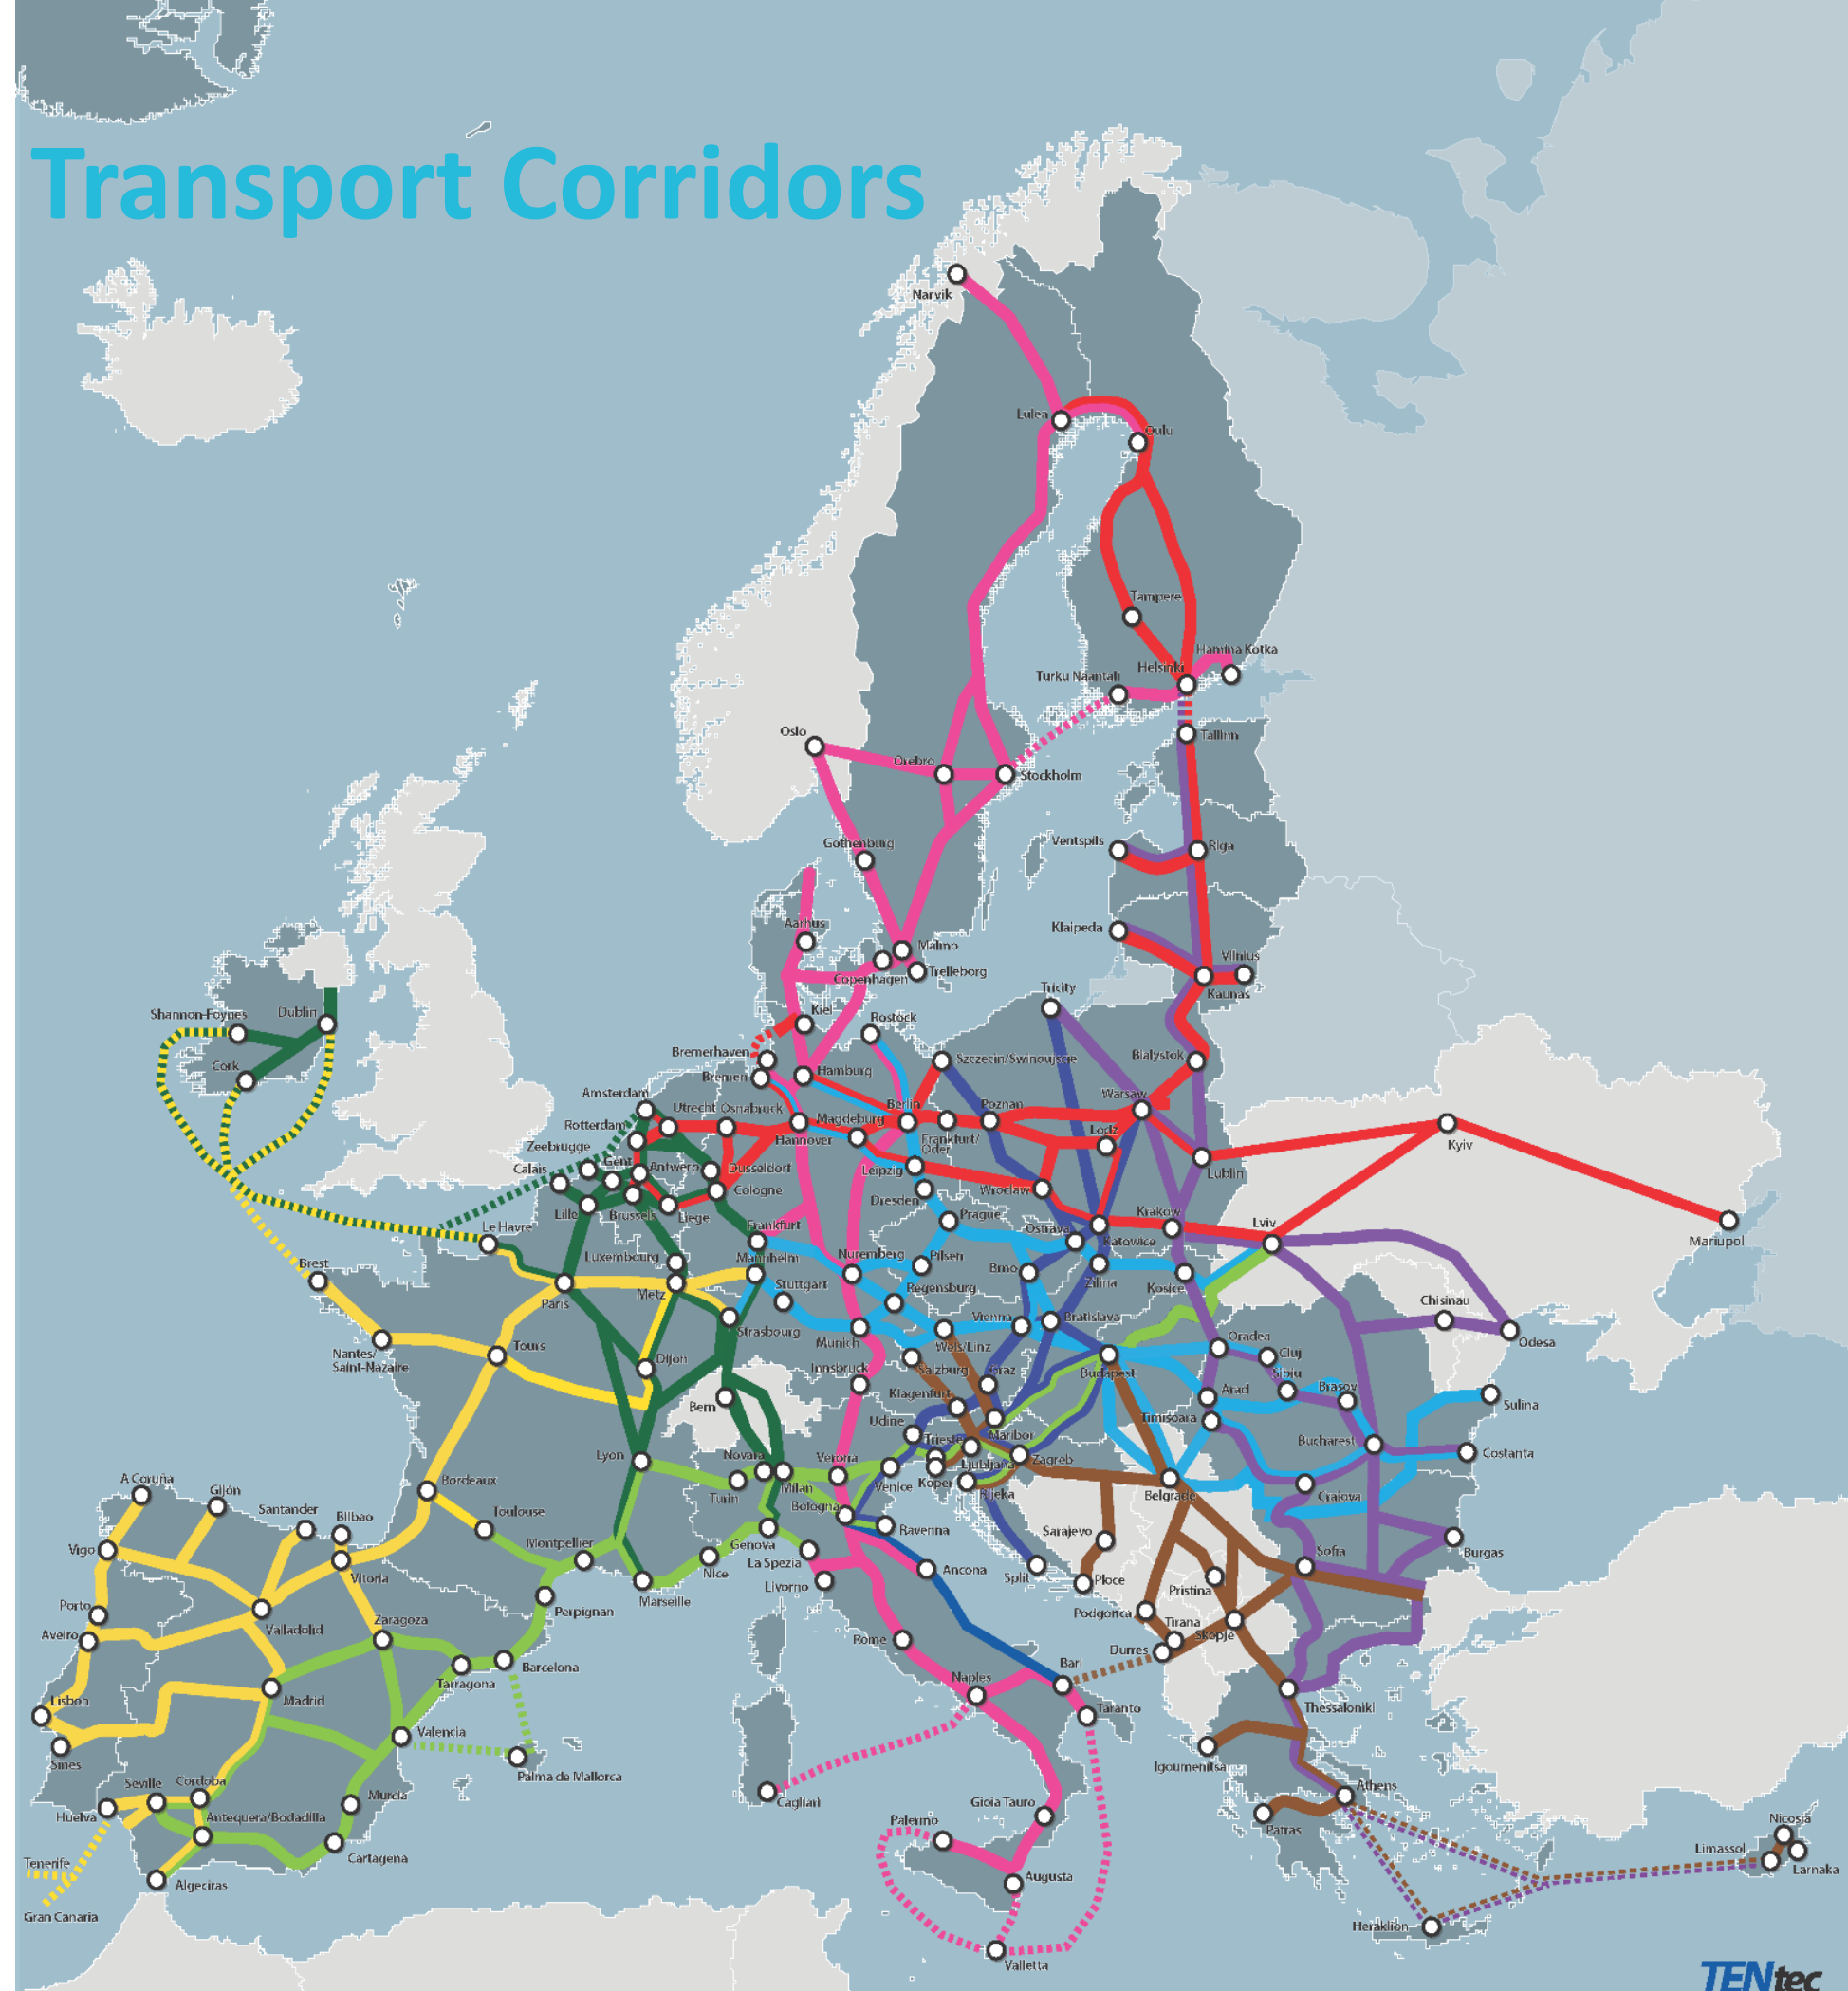 Transport Corridors
Narvik
Lulea
Oulu
Tampere
Hamina Kotka
Helsinki
Turku Naantali
Tallinn
Oslo
Orebro
Stockholm
Ventspils
Riga
Gothenburg
Klaipeda
Aarhus
Malmo
Vilnius
Copenhagen
Trelleborg
Kaunas
Tricity
Shannon-Foynes
Dublin
Kiel
Rostock
Cork
Bremerhaven
Szczecin/Swinoujscie
Bialystok
Bremen
Hamburg
Amsterdam
Utrecht
Osnabruck
Magdeburg
Berlin
Poznan
Warsaw
Rotterdam
Hannover
Frankfurt/
Oder
Lodz
Kyiv
Zeebrugge
Calais
Gent
Antwerp
Dusseldorf
Leipzig
Lublin
Cologne
Dresden
Wroclaw
Lille
Brussels
Liege
Prague
Krakow
Lviv
Le Havre
Frankfurt
Ostrava
Katowice
Mariupol
Luxembourg
Mannheim
Nuremberg
Pilsen
Brno
Zilina
Kosice
Brest
Metz
Stuttgart
Regensburg
Paris
Chisinau
Strasbourg
Vienna
Bratislava
Odesa
Nantes/
Saint-Nazaire
Tours
Munich
Wels/Linz
Oradea
Cluj
Dijon
Innsbruck
Salzburg
Graz
Budapest
Sibiu
Brasov
Bern
Klagenfurt
Arad
Sulina
Udine
Timisoara
Lyon
Novara
Verona
Trieste
Maribor
Bucharest
Costanta
A Coruña
Gijón
Bordeaux
Turin
Milan
Venice
Koper
Ljubljana
Zagreb
Rijeka
Belgrade
Craiova
Santander
Bilbao
Toulouse
Bologna
Ravenna
Sarajevo
Vigo
Montpellier
Genova
Sofia
Burgas
Vitoria
Nice
La Spezia
Ancona
Split
Ploce
Livorno
Pristina
Porto
Marseille
Perpignan
Podgorica
Aveiro
Valladolid
Zaragoza
Rome
Tirana
Skopje
Durres
Barcelona
Bari
Tarragona
Naples
Lisbon
Madrid
Thessaloniki
Taranto
Valencia
Sines
Palma de Mallorca
Igoumenitsa
Seville
Cordoba
Murcia
Athens
Huelva
Antequera/Bodadilla
Cagliari
Gioia Tauro
Palermo
Patras
Nicosia
Cartagena
Limassol
Tenerife
Larnaka
Algeciras
Augusta
Gran Canaria
Heraklion
Valletta
TENtec